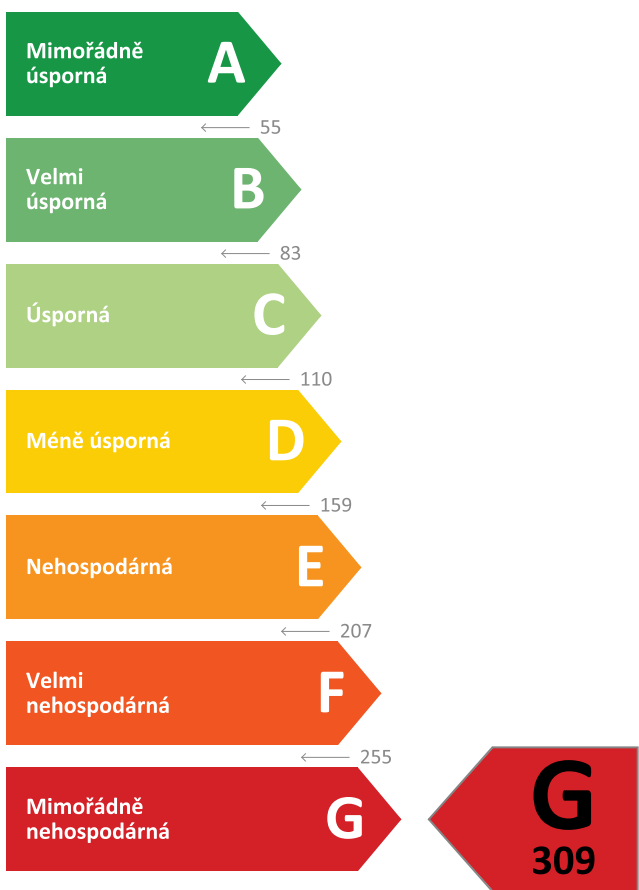 Mimořádně
úsporná
A
55
Velmi
úsporná
B
83
Úsporná
C
110
Méně úsporná
D
159
Nehospodárná
E
207
Velmi
nehospodárná
F
255
Mimořádně
nehospodárná
G
G
309